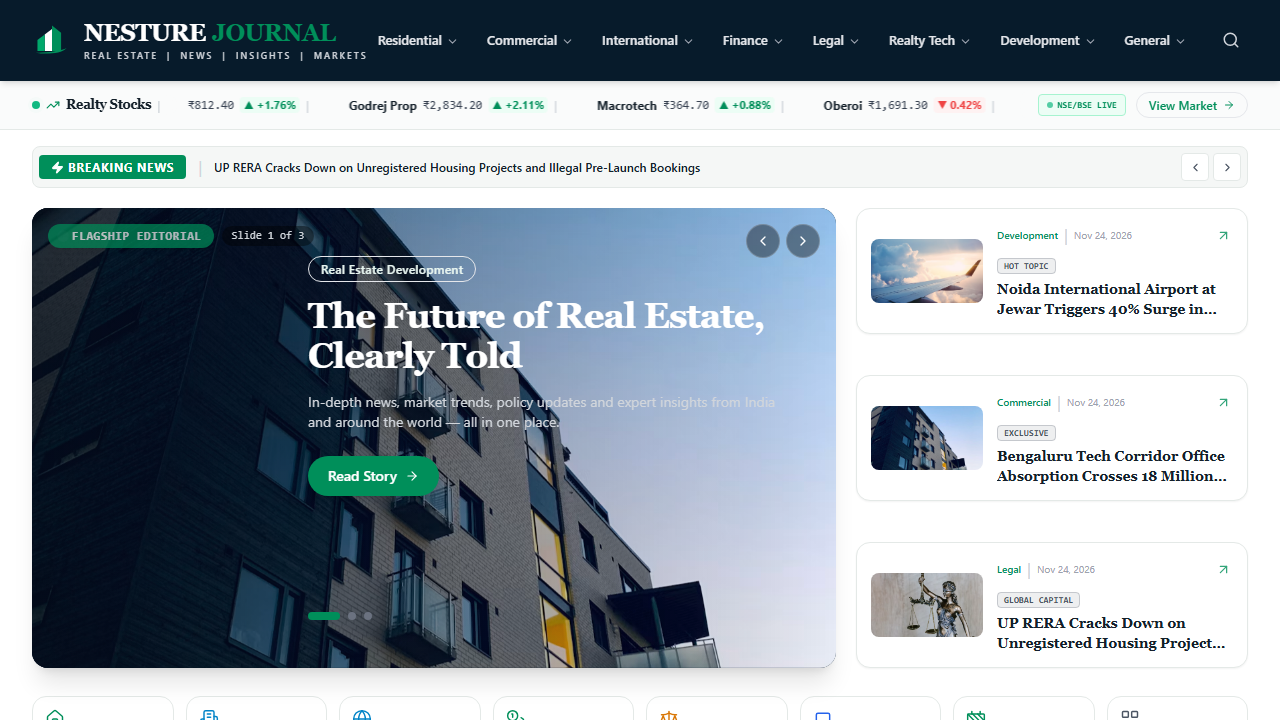 NESTURE JOURNAL
REAL ESTATE | NEWS | INSIGHTS | MARKETS
Residential
Commercial
International
Finance
Legal
Realty Tech
Development
General
Realty Stocks | ₹812.40 ▲ +1.76% | Godrej Prop ₹2,834.20 ▲ +2.11% | Macrotech ₹364.70 ▲ +0.88% | Oberoi ₹1,691.30 ▼ 0.42% |
NSE/BSE LIVE
View Market →
BREAKING NEWS
UP RERA Cracks Down on Unregistered Housing Projects and Illegal Pre-Launch Bookings
FLAGSHIP EDITORIAL
Slide 1 of 3
Real Estate Development
The Future of Real Estate,
Clearly Told
In-depth news, market trends, policy updates and expert insights from India
and around the world — all in one place.
Read Story →
Development | Nov 24, 2026
HOT TOPIC
Noida International Airport at
Jewar Triggers 40% Surge in...
Commercial | Nov 24, 2026
EXCLUSIVE
Bengaluru Tech Corridor Office
Absorption Crosses 18 Million...
Legal | Nov 24, 2026
GLOBAL CAPITAL
UP RERA Cracks Down on
Unregistered Housing Project...